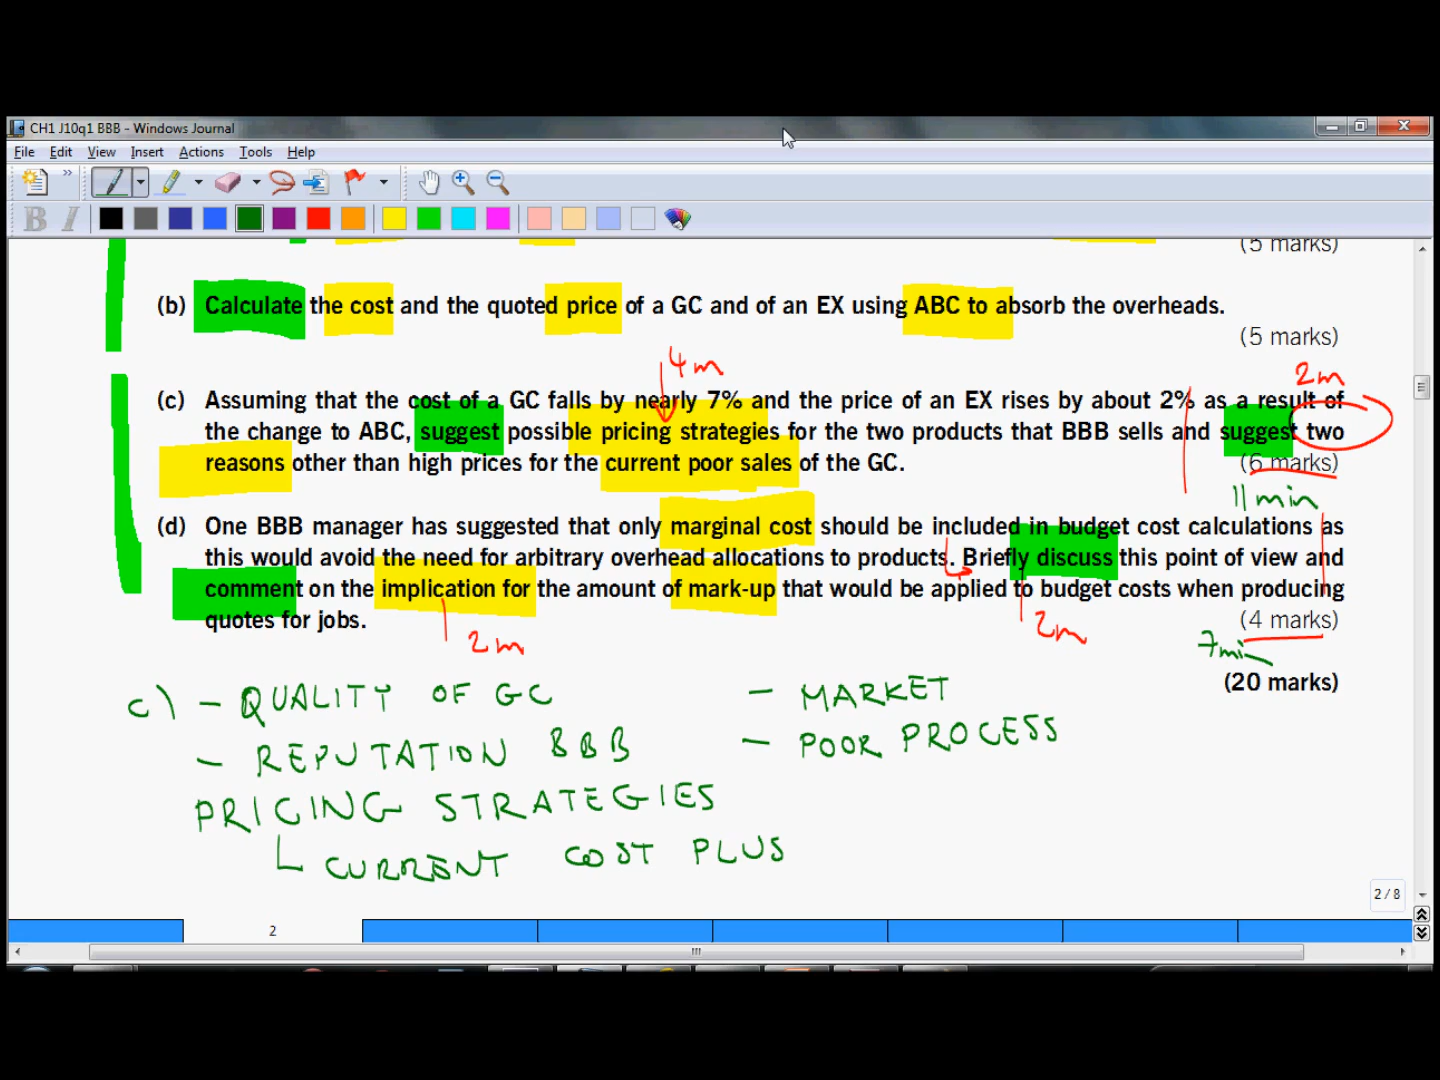 CH1 J10q1 BBB - Windows Journal
File Edit View Insert Actions Tools Help
B I
(5 marks)
(b) Calculate the cost and the quoted price of a GC and of an EX using ABC to absorb the overheads.
(5 marks)
4m
2m
(c) Assuming that the cost of a GC falls by nearly 7% and the price of an EX rises by about 2% as a result of
the change to ABC, suggest possible pricing strategies for the two products that BBB sells and suggest two
reasons other than high prices for the current poor sales of the GC.
(6 marks)
11min
(d) One BBB manager has suggested that only marginal cost should be included in budget cost calculations as
this would avoid the need for arbitrary overhead allocations to products. Briefly discuss this point of view and
comment on the implication for the amount of mark-up that would be applied to budget costs when producing
quotes for jobs.
(4 marks)
2m
2m
7min
(20 marks)
c) - QUALITY OF GC
- MARKET
- REPUTATION BBB
- POOR PROCESS
PRICING STRATEGIES
CURRENT COST PLUS
2 / 8
2